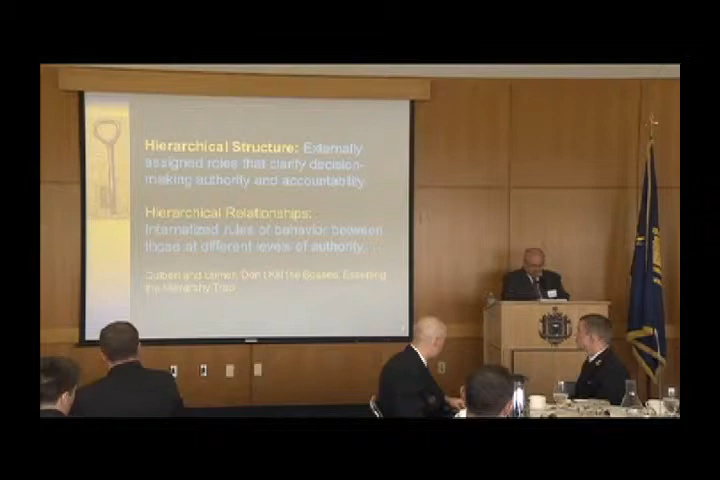 Hierarchical Structure: Externally
assigned roles that clarify decision-
making authority and accountability.
Hierarchical Relationships:
Internalized rules of behavior between
those at different levels of authority. ...
Culbert and Ullmen, Don't Kill the Bosses, Escaping
the Hierarchy Trap